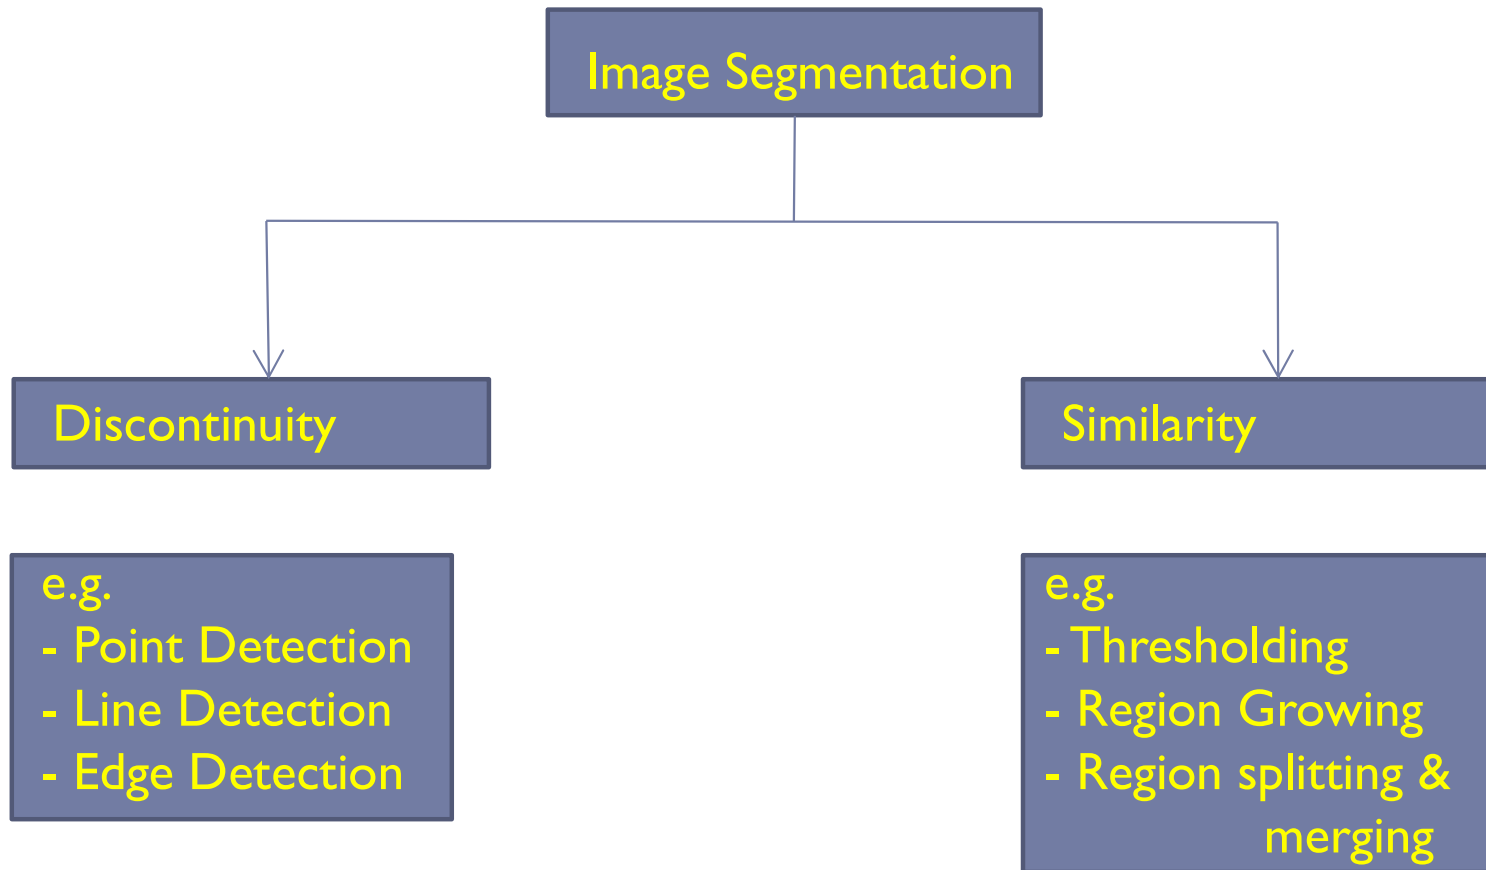 Image Segmentation
Discontinuity
Similarity
e.g.
- Point Detection
- Line Detection
- Edge Detection
e.g.
- Thresholding
- Region Growing
- Region splitting &
merging